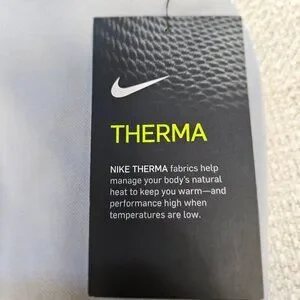 THERMA
NIKE THERMA fabrics help
manage your body's natural
heat to keep you warm—and
performance high when
temperatures are low.